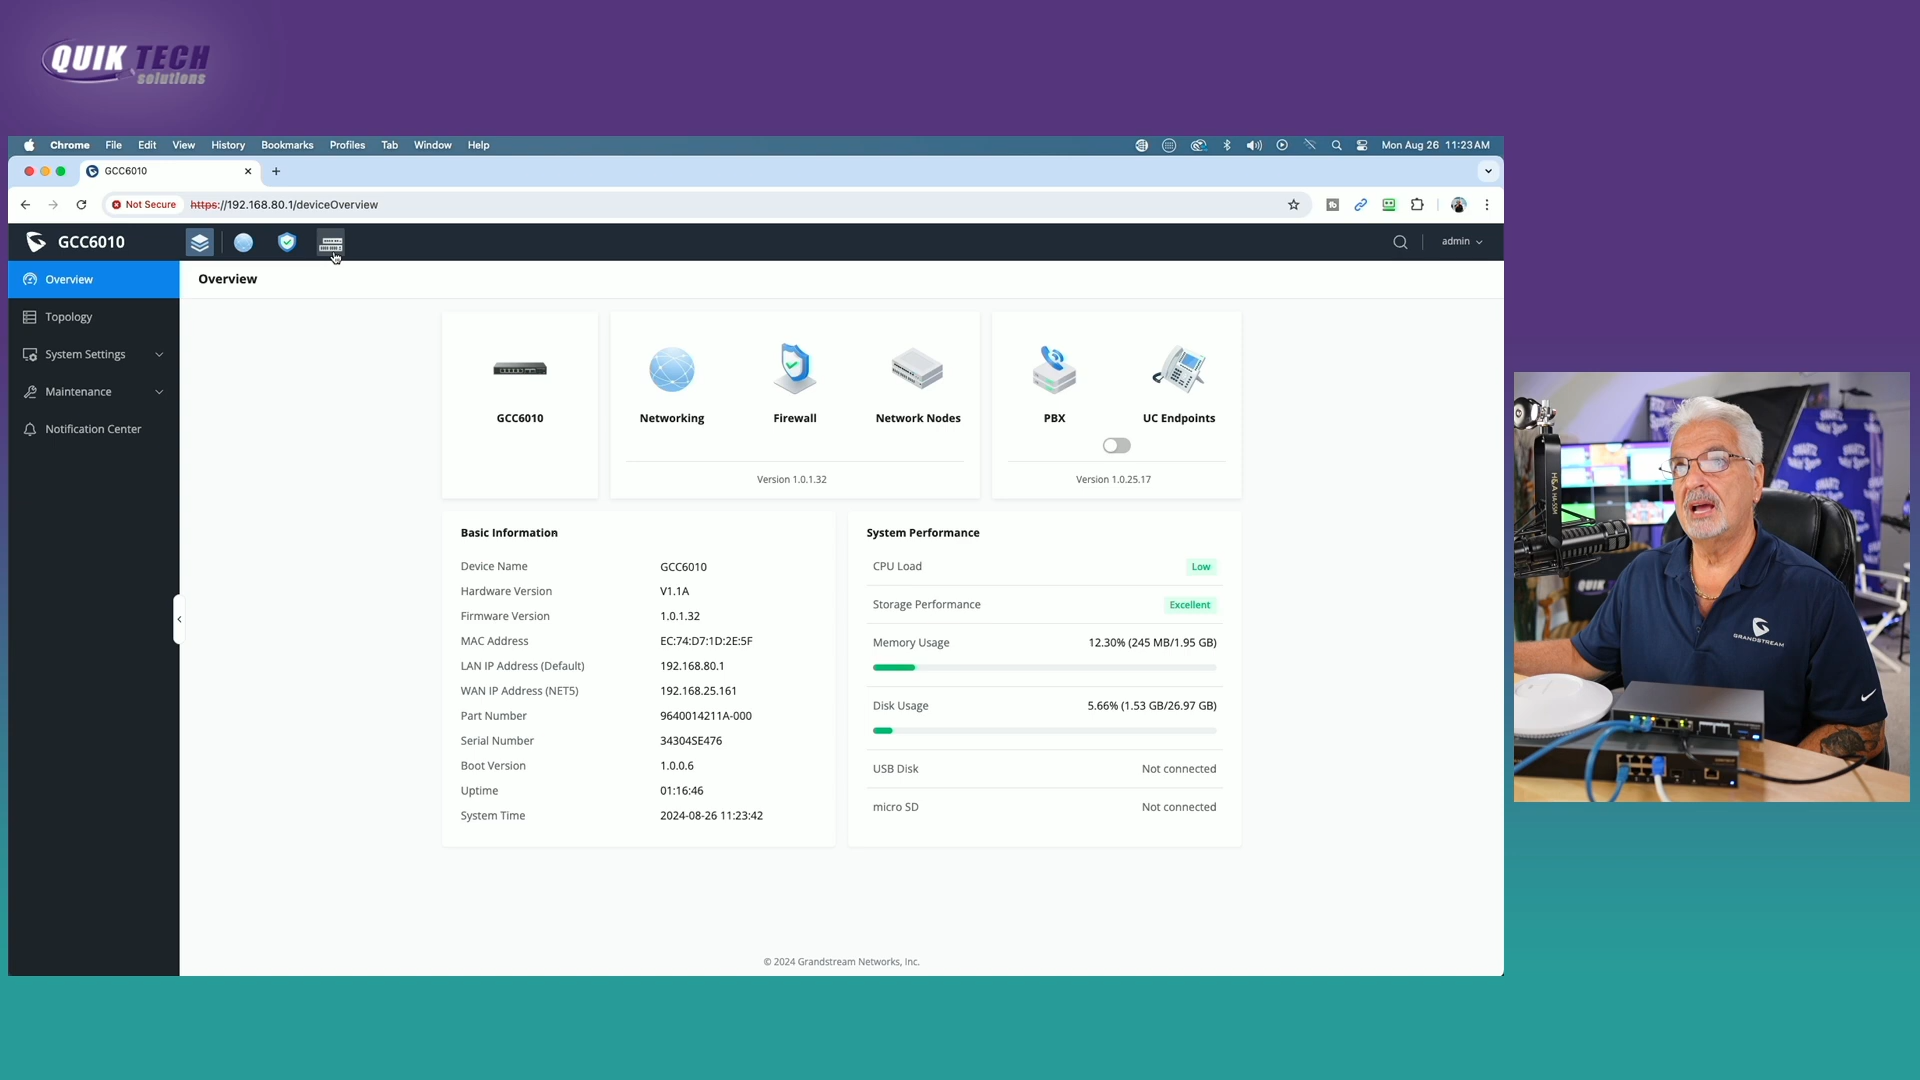 QUIK TECH
solutions
Chrome File Edit View History Bookmarks Profiles Tab Window Help
Mon Aug 26 11:23 AM
GCC6010
Not Secure https://192.168.80.1/deviceOverview
GCC6010
admin
Overview
Topology
System Settings
Maintenance
Notification Center
Overview
GCC6010
Networking
Firewall
Network Nodes
Version 1.0.1.32
PBX
UC Endpoints
Version 1.0.25.17
Basic Information
Device Name GCC6010
Hardware Version V1.1A
Firmware Version 1.0.1.32
MAC Address EC:74:D7:1D:2E:5F
LAN IP Address (Default) 192.168.80.1
WAN IP Address (NET5) 192.168.25.161
Part Number 9640014211A-000
Serial Number 34304SE476
Boot Version 1.0.0.6
Uptime 01:16:46
System Time 2024-08-26 11:23:42
System Performance
CPU Load Low
Storage Performance Excellent
Memory Usage 12.30% (245 MB/1.95 GB)
Disk Usage 5.66% (1.53 GB/26.97 GB)
USB Disk Not connected
micro SD Not connected
© 2024 Grandstream Networks, Inc.
QUIK TECH
GRANDSTREAM